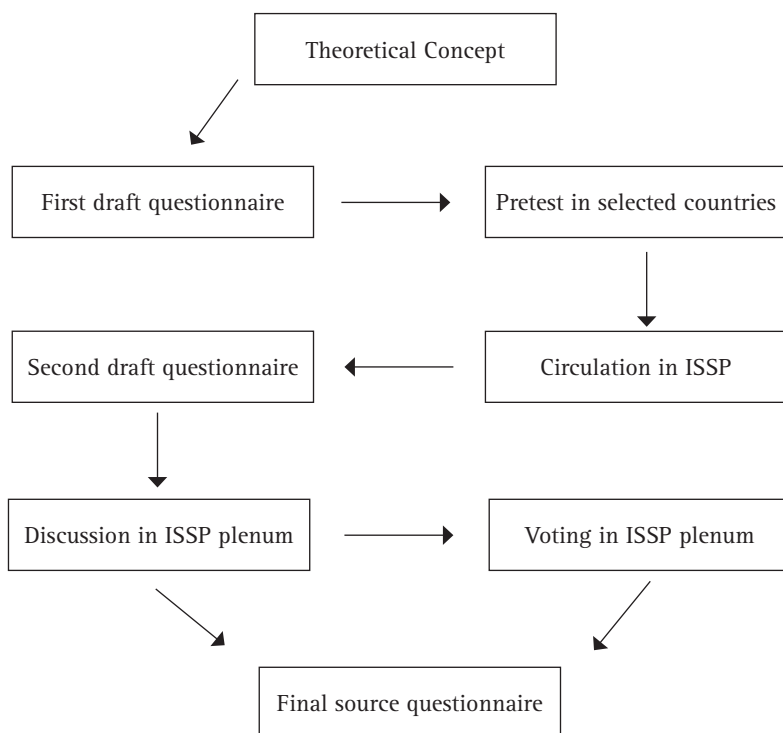 Theoretical Concept
First draft questionnaire
Pretest in selected countries
Second draft questionnaire
Circulation in ISSP
Discussion in ISSP plenum
Voting in ISSP plenum
Final source questionnaire